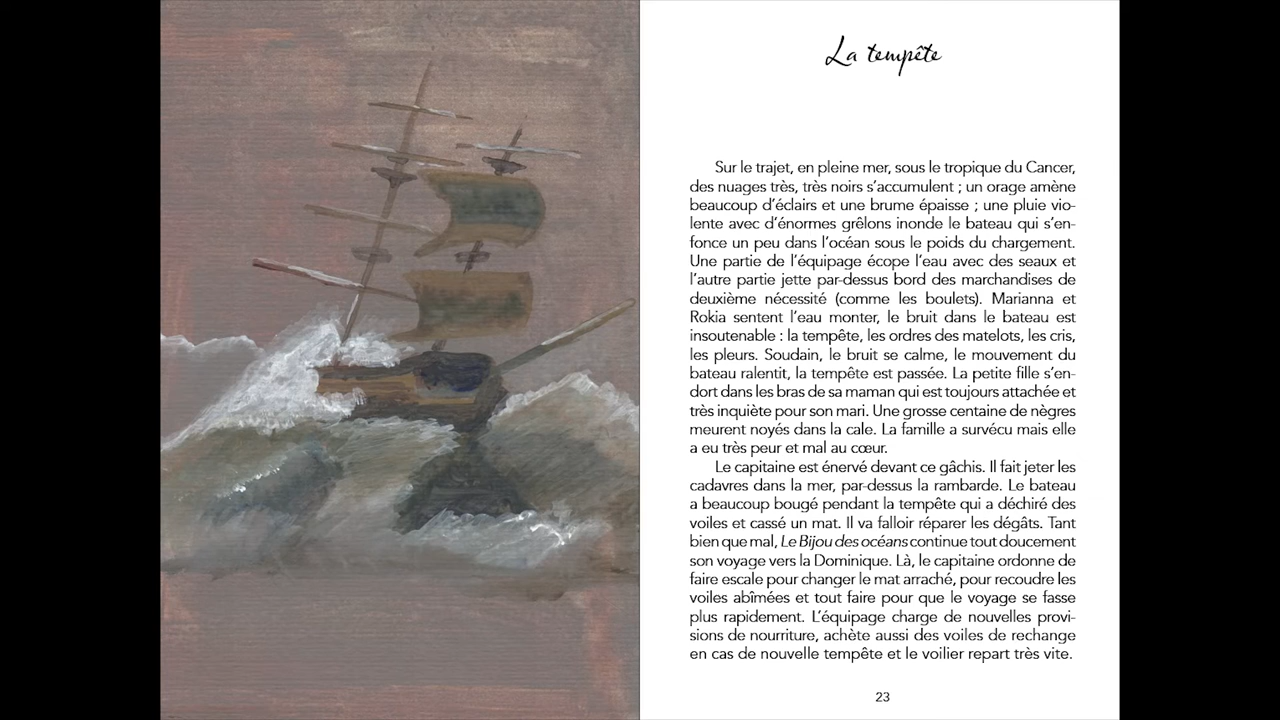 La tempête
Sur le trajet, en pleine mer, sous le tropique du Cancer,
des nuages très, très noirs s’accumulent ; un orage amène
beaucoup d’éclairs et une brume épaisse ; une pluie vio-
lente avec d’énormes grêlons inonde le bateau qui s’en-
fonce un peu dans l’océan sous le poids du chargement.
Une partie de l’équipage écope l’eau avec des seaux et
l’autre partie jette par-dessus bord des marchandises de
deuxième nécessité (comme les boulets). Marianna et
Rokia sentent l’eau monter, le bruit dans le bateau est
insoutenable : la tempête, les ordres des matelots, les cris,
les pleurs. Soudain, le bruit se calme, le mouvement du
bateau ralentit, la tempête est passée. La petite fille s’en-
dort dans les bras de sa maman qui est toujours attachée et
très inquiète pour son mari. Une grosse centaine de nègres
meurent noyés dans la cale. La famille a survécu mais elle
a eu très peur et mal au cœur.
Le capitaine est énervé devant ce gâchis. Il fait jeter les
cadavres dans la mer, par-dessus la rambarde. Le bateau
a beaucoup bougé pendant la tempête qui a déchiré des
voiles et cassé un mat. Il va falloir réparer les dégâts. Tant
bien que mal, Le Bijou des océans continue tout doucement
son voyage vers la Dominique. Là, le capitaine ordonne de
faire escale pour changer le mat arraché, pour recoudre les
voiles abîmées et tout faire pour que le voyage se fasse
plus rapidement. L’équipage charge de nouvelles provi-
sions de nourriture, achète aussi des voiles de rechange
en cas de nouvelle tempête et le voilier repart très vite.
23